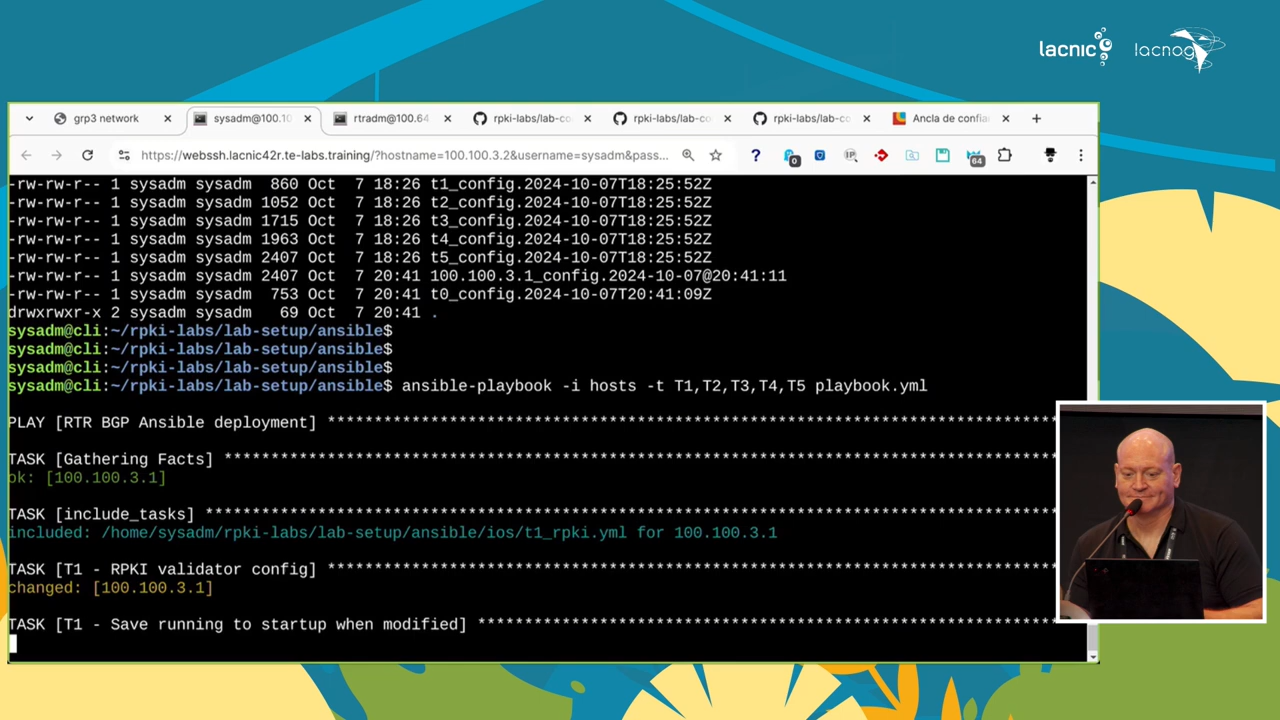 lacnic lacnog
grp3 network sysadm@100.10 rtradm@100.64 rpki-labs/lab-co rpki-labs/lab-co rpki-labs/lab-co Ancla de confia
https://webssh.lacnic42r.te-labs.training/?hostname=100.100.3.2&username=sysadm&pass... ? 0 IP 64
-rw-rw-r-- 1 sysadm sysadm 860 Oct 7 18:26 t1_config.2024-10-07T18:25:52Z
-rw-rw-r-- 1 sysadm sysadm 1052 Oct 7 18:26 t2_config.2024-10-07T18:25:52Z
-rw-rw-r-- 1 sysadm sysadm 1715 Oct 7 18:26 t3_config.2024-10-07T18:25:52Z
-rw-rw-r-- 1 sysadm sysadm 1963 Oct 7 18:26 t4_config.2024-10-07T18:25:52Z
-rw-rw-r-- 1 sysadm sysadm 2407 Oct 7 18:26 t5_config.2024-10-07T18:25:52Z
-rw-rw-r-- 1 sysadm sysadm 2407 Oct 7 20:41 100.100.3.1_config.2024-10-07@20:41:11
-rw-rw-r-- 1 sysadm sysadm 753 Oct 7 20:41 t0_config.2024-10-07T20:41:09Z
drwxrwxr-x 2 sysadm sysadm 69 Oct 7 20:41 .
sysadm@cli:~/rpki-labs/lab-setup/ansible$
sysadm@cli:~/rpki-labs/lab-setup/ansible$
sysadm@cli:~/rpki-labs/lab-setup/ansible$
sysadm@cli:~/rpki-labs/lab-setup/ansible$ ansible-playbook -i hosts -t T1,T2,T3,T4,T5 playbook.yml
PLAY [RTR BGP Ansible deployment] ******************************************************************************
TASK [Gathering Facts] *****************************************************************************************
ok: [100.100.3.1]
TASK [include_tasks] *******************************************************************************************
included: /home/sysadm/rpki-labs/lab-setup/ansible/ios/t1_rpki.yml for 100.100.3.1
TASK [T1 - RPKI validator config] ******************************************************************************
changed: [100.100.3.1]
TASK [T1 - Save running to startup when modified] **************************************************************